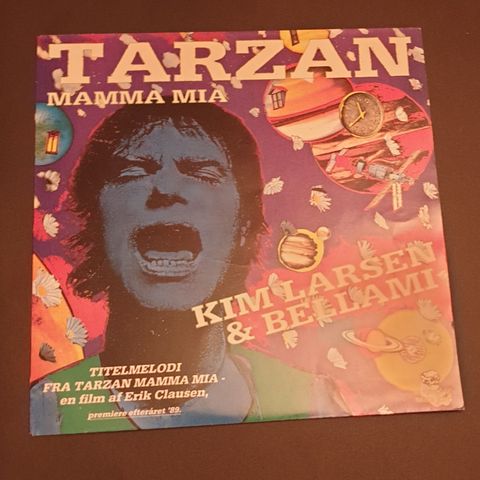 TARZAN
MAMMA MIA
KIM LARSEN
& BELLAMI
TITELMELODI
FRA TARZAN MAMMA MIA -
en film af Erik Clausen,
premiere efteråret '89.